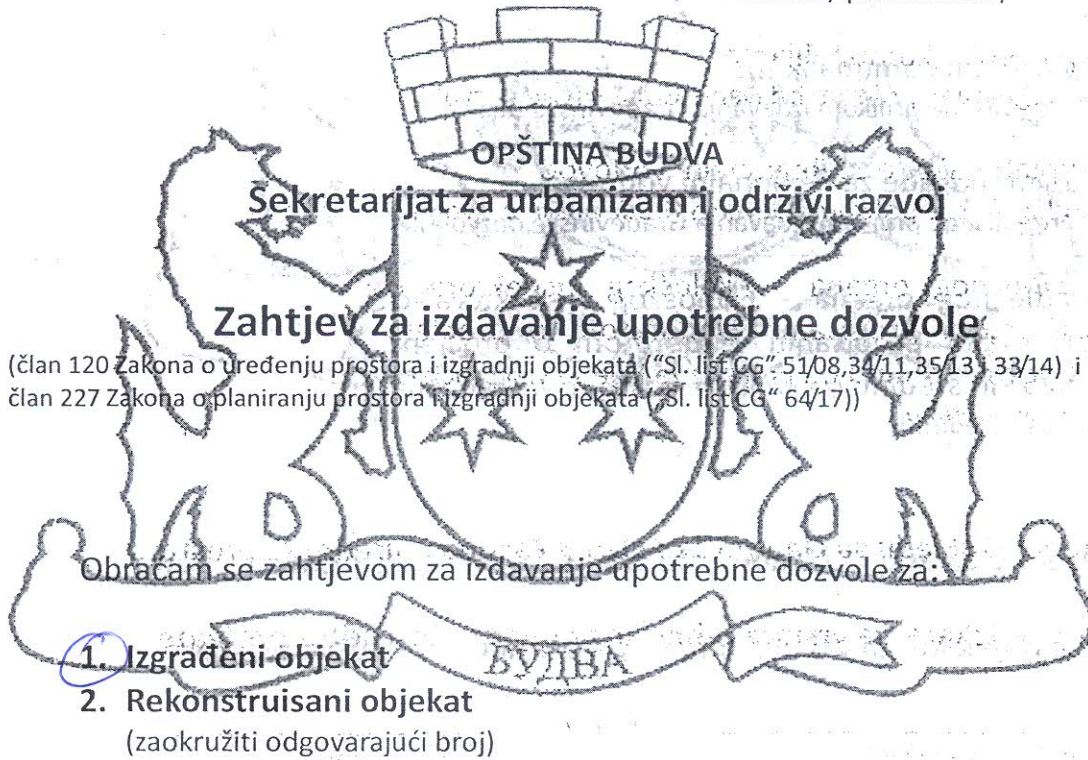 OPŠTINA BUDVA
Sekretarijat za urbanizam i održivi razvoj
Zahtjev za izdavanje upotrebne dozvole
(član 120 Zakona o uređenju prostora i izgradnji objekata ("Sl. list CG". 51/08,34/11,35/13 i 33/14) i
član 227 Zakona o planiranju prostora i izgradnji objekata („Sl. list CG“ 64/17))
Obraćam se zahtjevom za izdavanje upotrebne dozvole za:
1. Izgrađeni objekat
БУДВА
2. Rekonstruisani objekat
(zaokružiti odgovarajući broj)